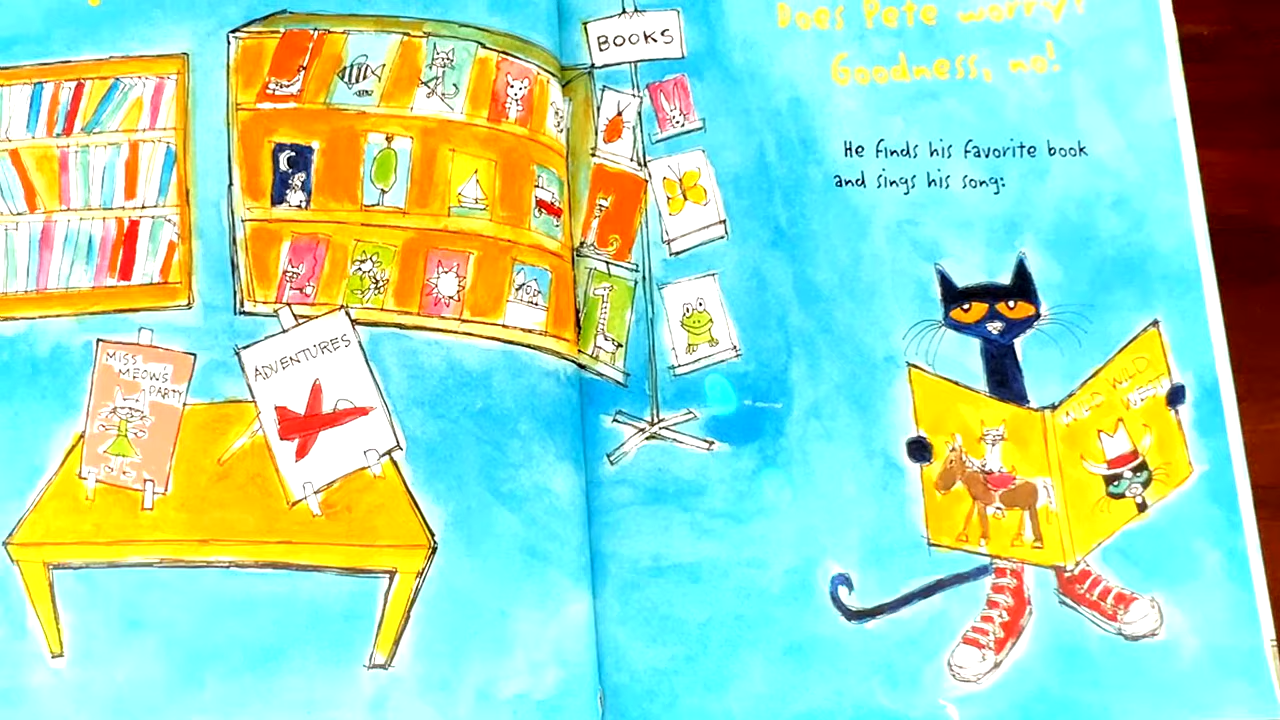 MISS
MEOW'S
PARTY
ADVENTURES
BOOKS
Does Pete worry?
Goodness, no!
He finds his favorite book
and sings his song:
WILD WILD
WEST